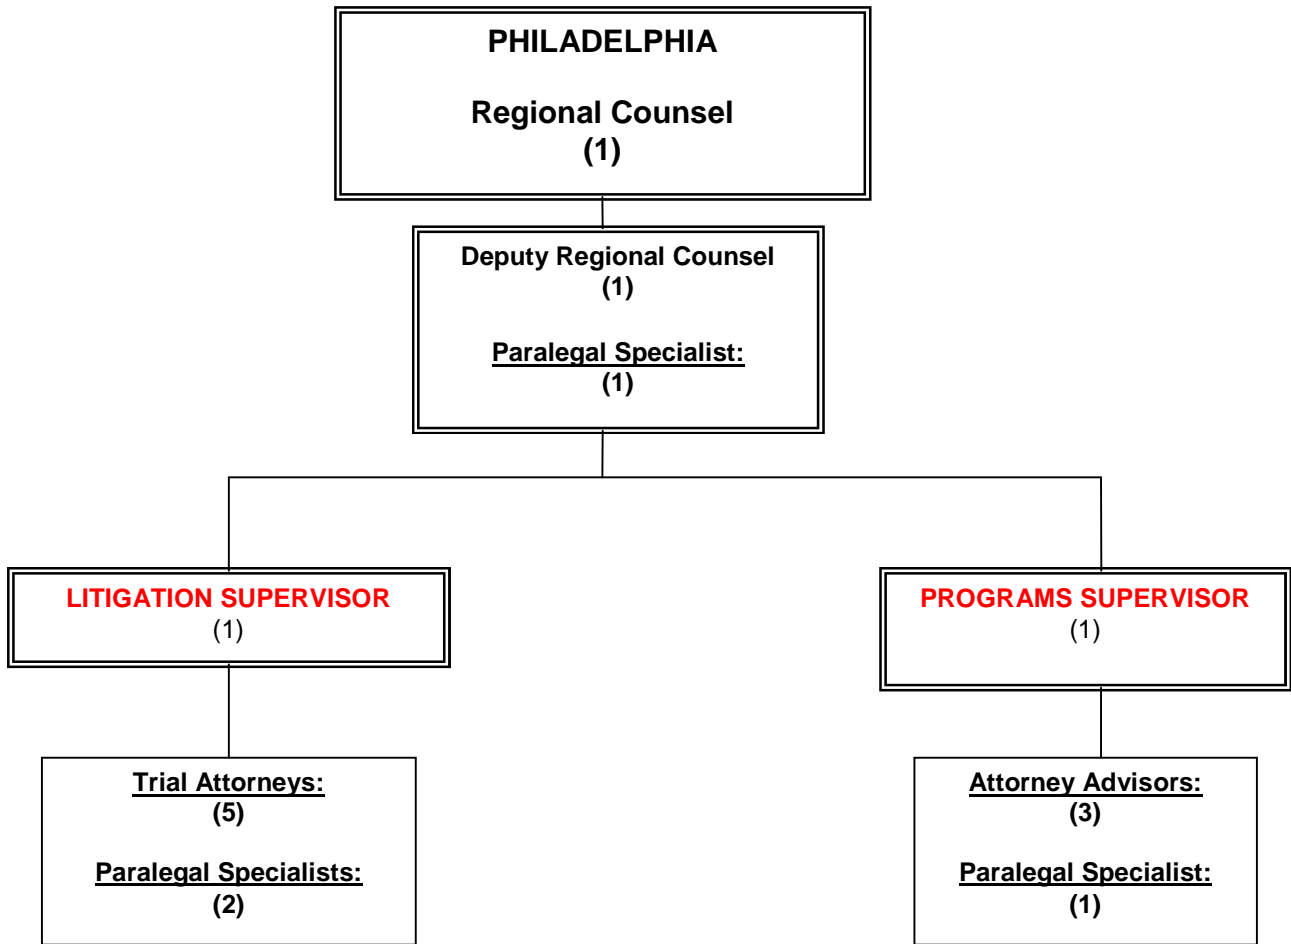 PHILADELPHIA
Regional Counsel
(1)
Deputy Regional Counsel
(1)
Paralegal Specialist:
(1)
LITIGATION SUPERVISOR
(1)
PROGRAMS SUPERVISOR
(1)
Trial Attorneys:
(5)
Paralegal Specialists:
(2)
Attorney Advisors:
(3)
Paralegal Specialist:
(1)